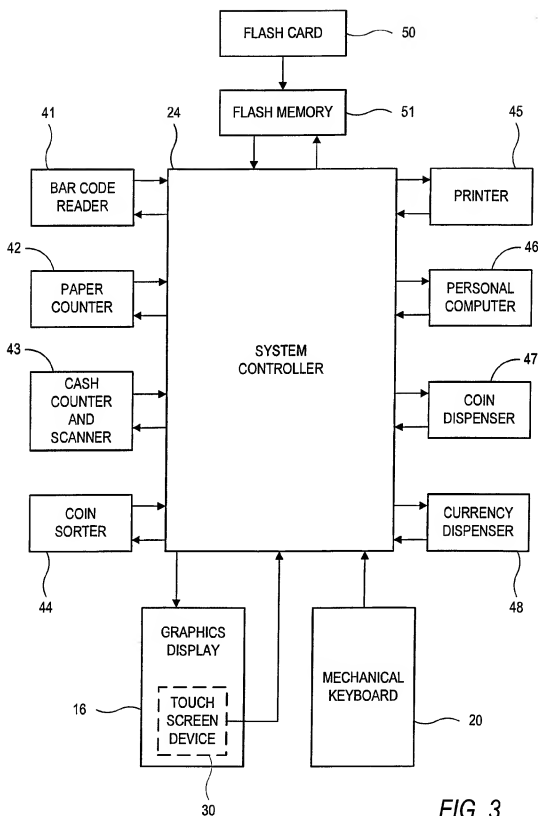 FLASH CARD
50
FLASH MEMORY
51
41
24
45
BAR CODE
READER
PRINTER
42
46
PAPER
COUNTER
PERSONAL
COMPUTER
SYSTEM
CONTROLLER
43
47
CASH
COUNTER
AND
SCANNER
COIN
DISPENSER
COIN
SORTER
CURRENCY
DISPENSER
44
48
GRAPHICS
DISPLAY
MECHANICAL
KEYBOARD
16
TOUCH
SCREEN
DEVICE
20
30
FIG. 3